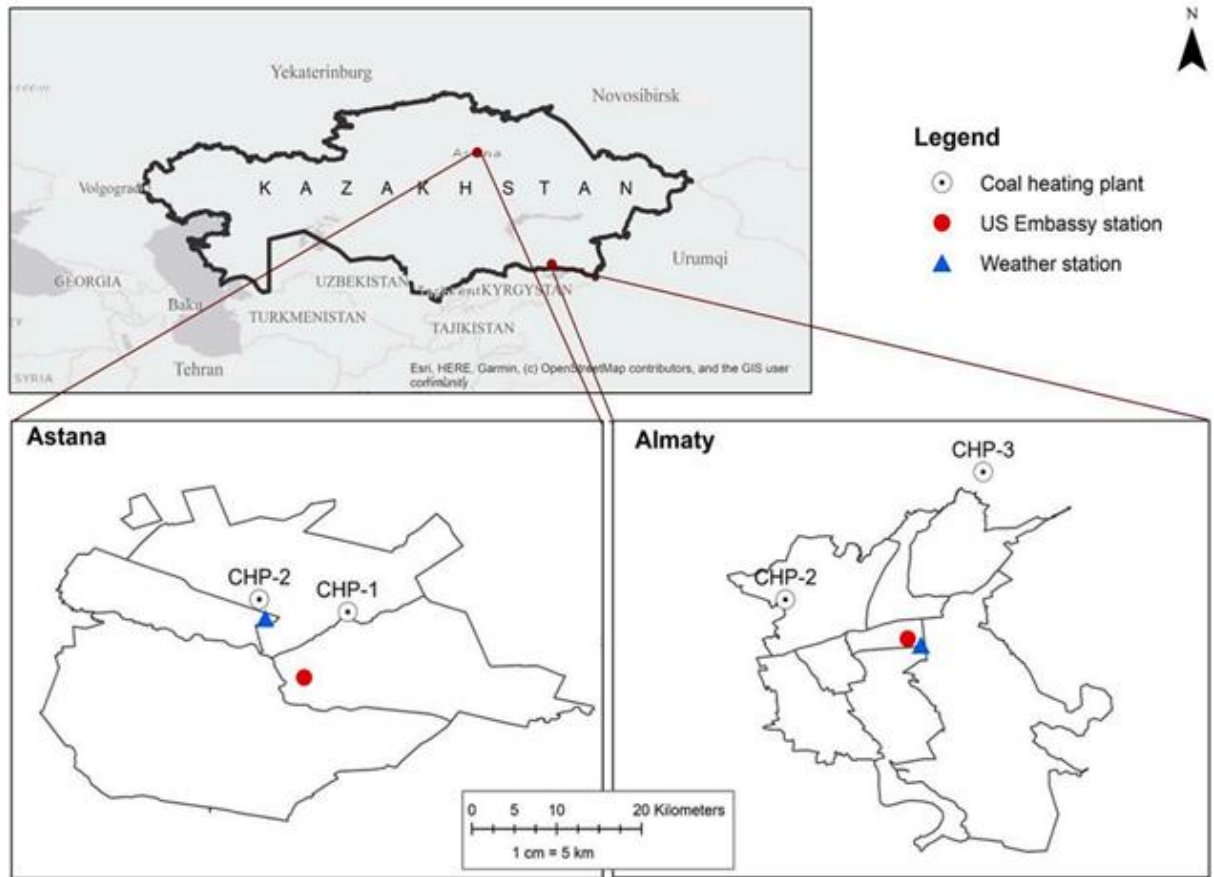 N
Yekaterinburg
Novosibirsk
Astana
Volgograd
K A Z A K H S T A N
Urumqi
GEORGIA
UZBEKISTAN
KYRGYSTAN
Baku
TURKMENISTAN
TAJIKISTAN
Tehran
SYRIA
Esri, HERE, Garmin, (c) OpenStreetMap contributors, and the GIS user
community
Legend
Coal heating plant
US Embassy station
Weather station
Astana
CHP-2
CHP-1
Almaty
CHP-3
CHP-2
0 5 10 20 Kilometers
1 cm = 5 km